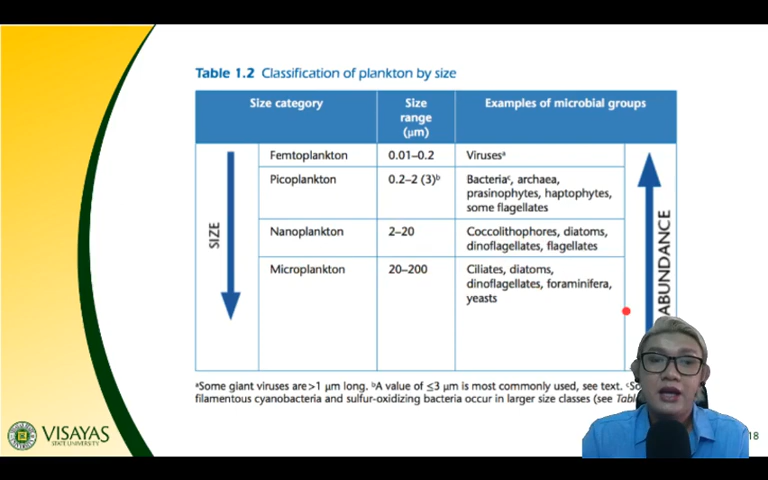 Table 1.2 Classification of plankton by size
Size category
Size
range
(μm)
Examples of microbial groups
SIZE
Femtoplankton 0.01–0.2 Virusesᵃ
Picoplankton 0.2–2 (3)ᵇ Bacteriaᶜ, archaea,
prasinophytes, haptophytes,
some flagellates
Nanoplankton 2–20 Coccolithophores, diatoms,
dinoflagellates, flagellates
Microplankton 20–200 Ciliates, diatoms,
dinoflagellates, foraminifera,
yeasts
ABUNDANCE
ᵃSome giant viruses are>1 μm long. ᵇA value of ≤3 μm is most commonly used, see text. ᶜSo
filamentous cyanobacteria and sulfur-oxidizing bacteria occur in larger size classes (see Table
VISAYAS
STATE UNIVERSITY
18